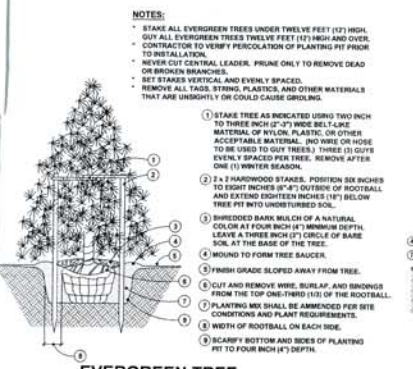 NOTES:
* STAKE ALL EVERGREEN TREES UNDER TWELVE FEET (12') HIGH.
GUY ALL EVERGREEN TREES TWELVE FEET (12') HIGH AND OVER.
* CONTRACTOR TO VERIFY PERCOLATION OF PLANTING PIT PRIOR
TO INSTALLATION.
* NEVER CUT CENTRAL LEADER. PRUNE ONLY TO REMOVE DEAD
OR BROKEN BRANCHES.
* SET STAKES VERTICAL AND EVENLY SPACED.
* REMOVE ALL TAGS, STRING, PLASTICS, AND OTHER MATERIALS
THAT ARE UNSIGHTLY OR COULD CAUSE GIRDLING.
1 STAKE TREE AS INDICATED USING TWO INCH
TO THREE INCH (2"-3") WIDE BELT-LIKE
MATERIAL OF NYLON, PLASTIC, OR OTHER
ACCEPTABLE MATERIAL. (NO WIRE OR HOSE
TO BE USED TO GUY TREES.) THREE (3) GUYS
EVENLY SPACED PER TREE. REMOVE AFTER
ONE (1) WINTER SEASON.
2 2 x 2 HARDWOOD STAKES. POSITION SIX INCHES
TO EIGHT INCHES (6"-8") OUTSIDE OF ROOTBALL
AND EXTEND EIGHTEEN INCHES (18") BELOW
TREE PIT INTO UNDISTURBED SOIL.
3 SHREDDED BARK MULCH OF A NATURAL
COLOR AT FOUR INCH (4") MINIMUM DEPTH.
LEAVE A THREE INCH (3") CIRCLE OF BARE
SOIL AT THE BASE OF THE TREE.
4 MOUND TO FORM TREE SAUCER.
5 FINISH GRADE SLOPED AWAY FROM TREE.
6 CUT AND REMOVE WIRE, BURLAP, AND BINDINGS
FROM THE TOP ONE-THIRD (1/3) OF THE ROOTBALL.
7 PLANTING MIX SHALL BE AMMENDED PER SITE
CONDITIONS AND PLANT REQUIREMENTS.
8 WIDTH OF ROOTBALL ON EACH SIDE.
9 SCARIFY BOTTOM AND SIDES OF PLANTING
PIT TO FOUR INCH (4") DEPTH.
1
2
3
4
5
6
7
9
8
EVERGREEN TREE